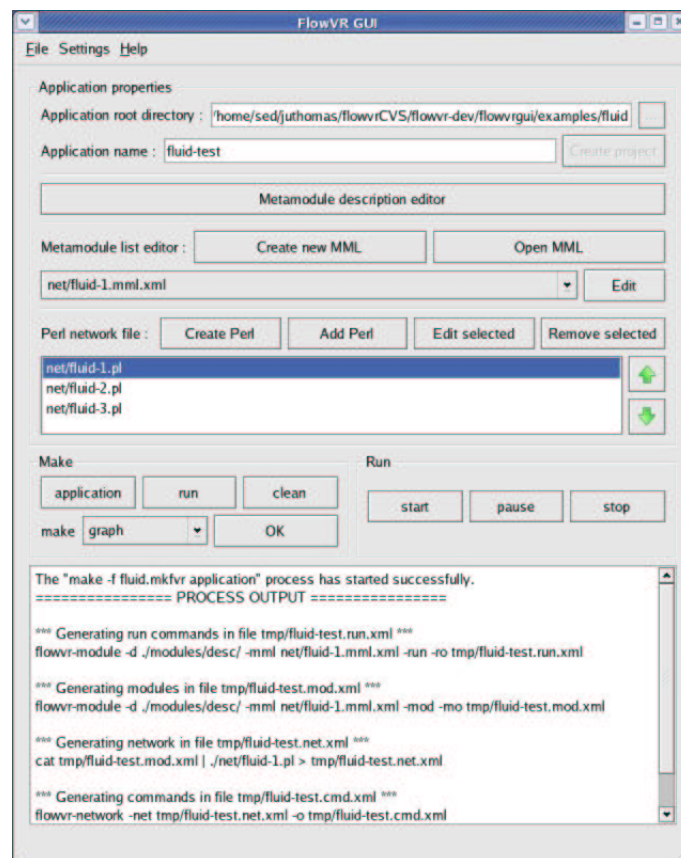 FlowVR GUI
File Settings Help
Application properties
Application root directory : /home/sed/juthomas/flowvrCVS/flowvr-dev/flowvrgui/examples/fluid ...
Application name : fluid-test Create project
Metamodule description editor
Metamodule list editor : Create new MML Open MML
net/fluid-1.mml.xml Edit
Perl network file : Create Perl Add Perl Edit selected Remove selected
net/fluid-1.pl
net/fluid-2.pl
net/fluid-3.pl
Make Run
application run clean
start pause stop
make graph OK
The "make -f fluid.mkfvr application" process has started successfully.
================ PROCESS OUTPUT ================
*** Generating run commands in file tmp/fluid-test.run.xml ***
flowvr-module -d ./modules/desc/ -mml net/fluid-1.mml.xml -run -ro tmp/fluid-test.run.xml
*** Generating modules in file tmp/fluid-test.mod.xml ***
flowvr-module -d ./modules/desc/ -mml net/fluid-1.mml.xml -mod -mo tmp/fluid-test.mod.xml
*** Generating network in file tmp/fluid-test.net.xml ***
cat tmp/fluid-test.mod.xml | ./net/fluid-1.pl > tmp/fluid-test.net.xml
*** Generating commands in file tmp/fluid-test.cmd.xml ***
flowvr-network -net tmp/fluid-test.net.xml -o tmp/fluid-test.cmd.xml